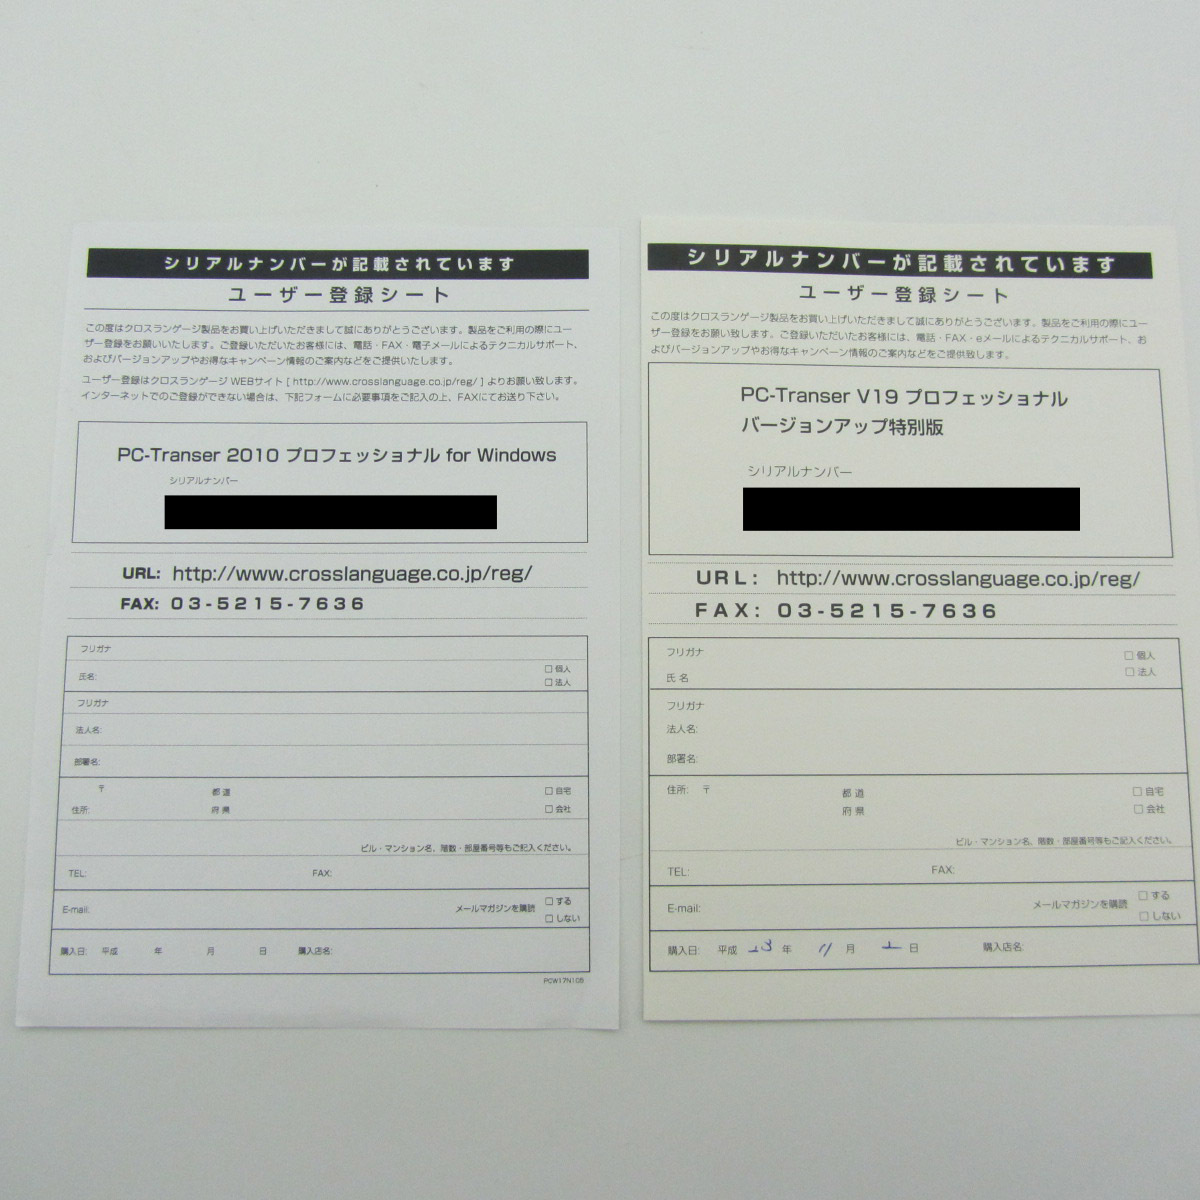 シリアルナンバーが記載されています
ユーザー登録シート
この度はクロスランゲージ製品をお買い上げいただきまして誠にありがとうございます。製品をご利用の際にユー
ザー登録をお願いいたします。ご登録いただいたお客様には、電話・FAX・電子メールによるテクニカルサポート、
およびバージョンアップやお得なキャンペーン情報のご案内などをご提供いたします。
ユーザー登録はクロスランゲージ WEBサイト [ http://www.crosslanguage.co.jp/reg/ ] よりお願い致します。
インターネットでのご登録ができない場合は、下記フォームに必要事項をご記入の上、FAXにてお送り下さい。
PC-Transer 2010 プロフェッショナル for Windows
シリアルナンバー
URL: http://www.crosslanguage.co.jp/reg/
FAX: 03-5215-7636
フリガナ
氏名: □ 個人
□ 法人
フリガナ
法人名:
部署名:
〒 都 道 □ 自宅
住所: 府 県 □ 会社
ビル・マンション名、階数・部屋番号等もご記入ください。
TEL: FAX:
E-mail: メールマガジンを購読 □ する
□ しない
購入日: 平成 年 月 日 購入店名:
PCW17N10B
シリアルナンバーが記載されています
ユーザー登録シート
この度はクロスランゲージ製品をお買い上げいただきまして誠にありがとうございます。製品をご利用の際にユー
ザー登録をお願い致します。ご登録いただいたお客様には、電話・FAX・eメールによるテクニカルサポート、お
よびバージョンアップやお得なキャンペーン情報のご案内などをご提供致します。
PC-Transer V19 プロフェッショナル
バージョンアップ特別版
シリアルナンバー
URL: http://www.crosslanguage.co.jp/reg/
FAX: 03-5215-7636
フリガナ □ 個人
氏 名 □ 法人
フリガナ
法人名:
部署名:
住所: 〒 都 道 □ 自宅
府 県 □ 会社
ビル・マンション名、階数・部屋番号等もご記入ください。
TEL: FAX:
E-mail: メールマガジンを購読 □ する
□ しない
購入日: 平成 23 年 11 月 日 購入店名: